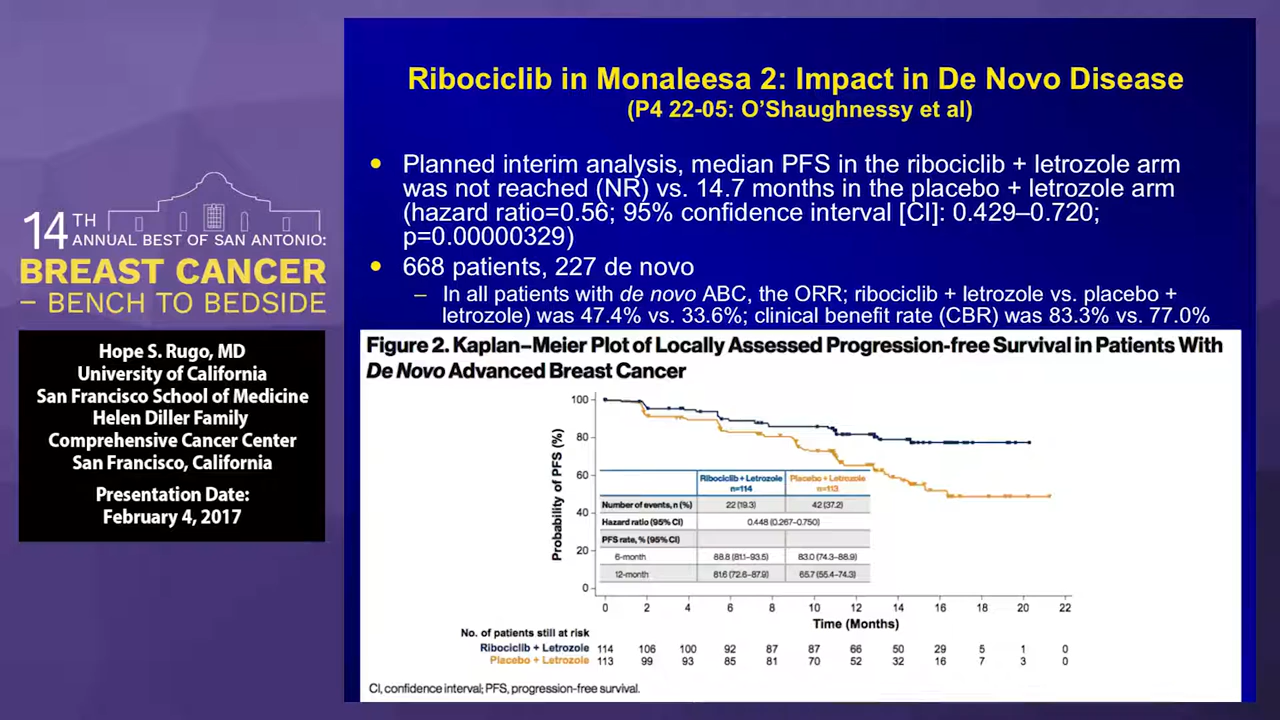 14TH
ANNUAL BEST OF SAN ANTONIO:
BREAST CANCER
– BENCH TO BEDSIDE
Hope S. Rugo, MD
University of California
San Francisco School of Medicine
Helen Diller Family
Comprehensive Cancer Center
San Francisco, California
Presentation Date:
February 4, 2017
Ribociclib in Monaleesa 2: Impact in De Novo Disease
(P4 22-05: O’Shaughnessy et al)
• Planned interim analysis, median PFS in the ribociclib + letrozole arm
was not reached (NR) vs. 14.7 months in the placebo + letrozole arm
(hazard ratio=0.56; 95% confidence interval [CI]: 0.429–0.720;
p=0.00000329)
• 668 patients, 227 de novo
– In all patients with de novo ABC, the ORR; ribociclib + letrozole vs. placebo +
letrozole) was 47.4% vs. 33.6%; clinical benefit rate (CBR) was 83.3% vs. 77.0%
Figure 2. Kaplan–Meier Plot of Locally Assessed Progression-free Survival in Patients With
De Novo Advanced Breast Cancer
Probability of PFS (%)
100
80
60
40
20
0
Ribociclib + Letrozole Placebo + Letrozole
n=114 n=113
Number of events, n (%) 22 (19.3) 42 (37.2)
Hazard ratio (95% CI) 0.448 (0.267–0.750)
PFS rate, % (95% CI)
6-month 88.8 (81.1–93.5) 83.0 (74.3–88.9)
12-month 81.6 (72.6–87.9) 65.7 (55.4–74.3)
0 2 4 6 8 10 12 14 16 18 20 22
Time (Months)
No. of patients still at risk
Ribociclib + Letrozole 114 106 100 92 87 87 66 50 29 5 1 0
Placebo + Letrozole 113 99 93 85 81 70 52 32 16 7 3 0
CI, confidence interval; PFS, progression-free survival.